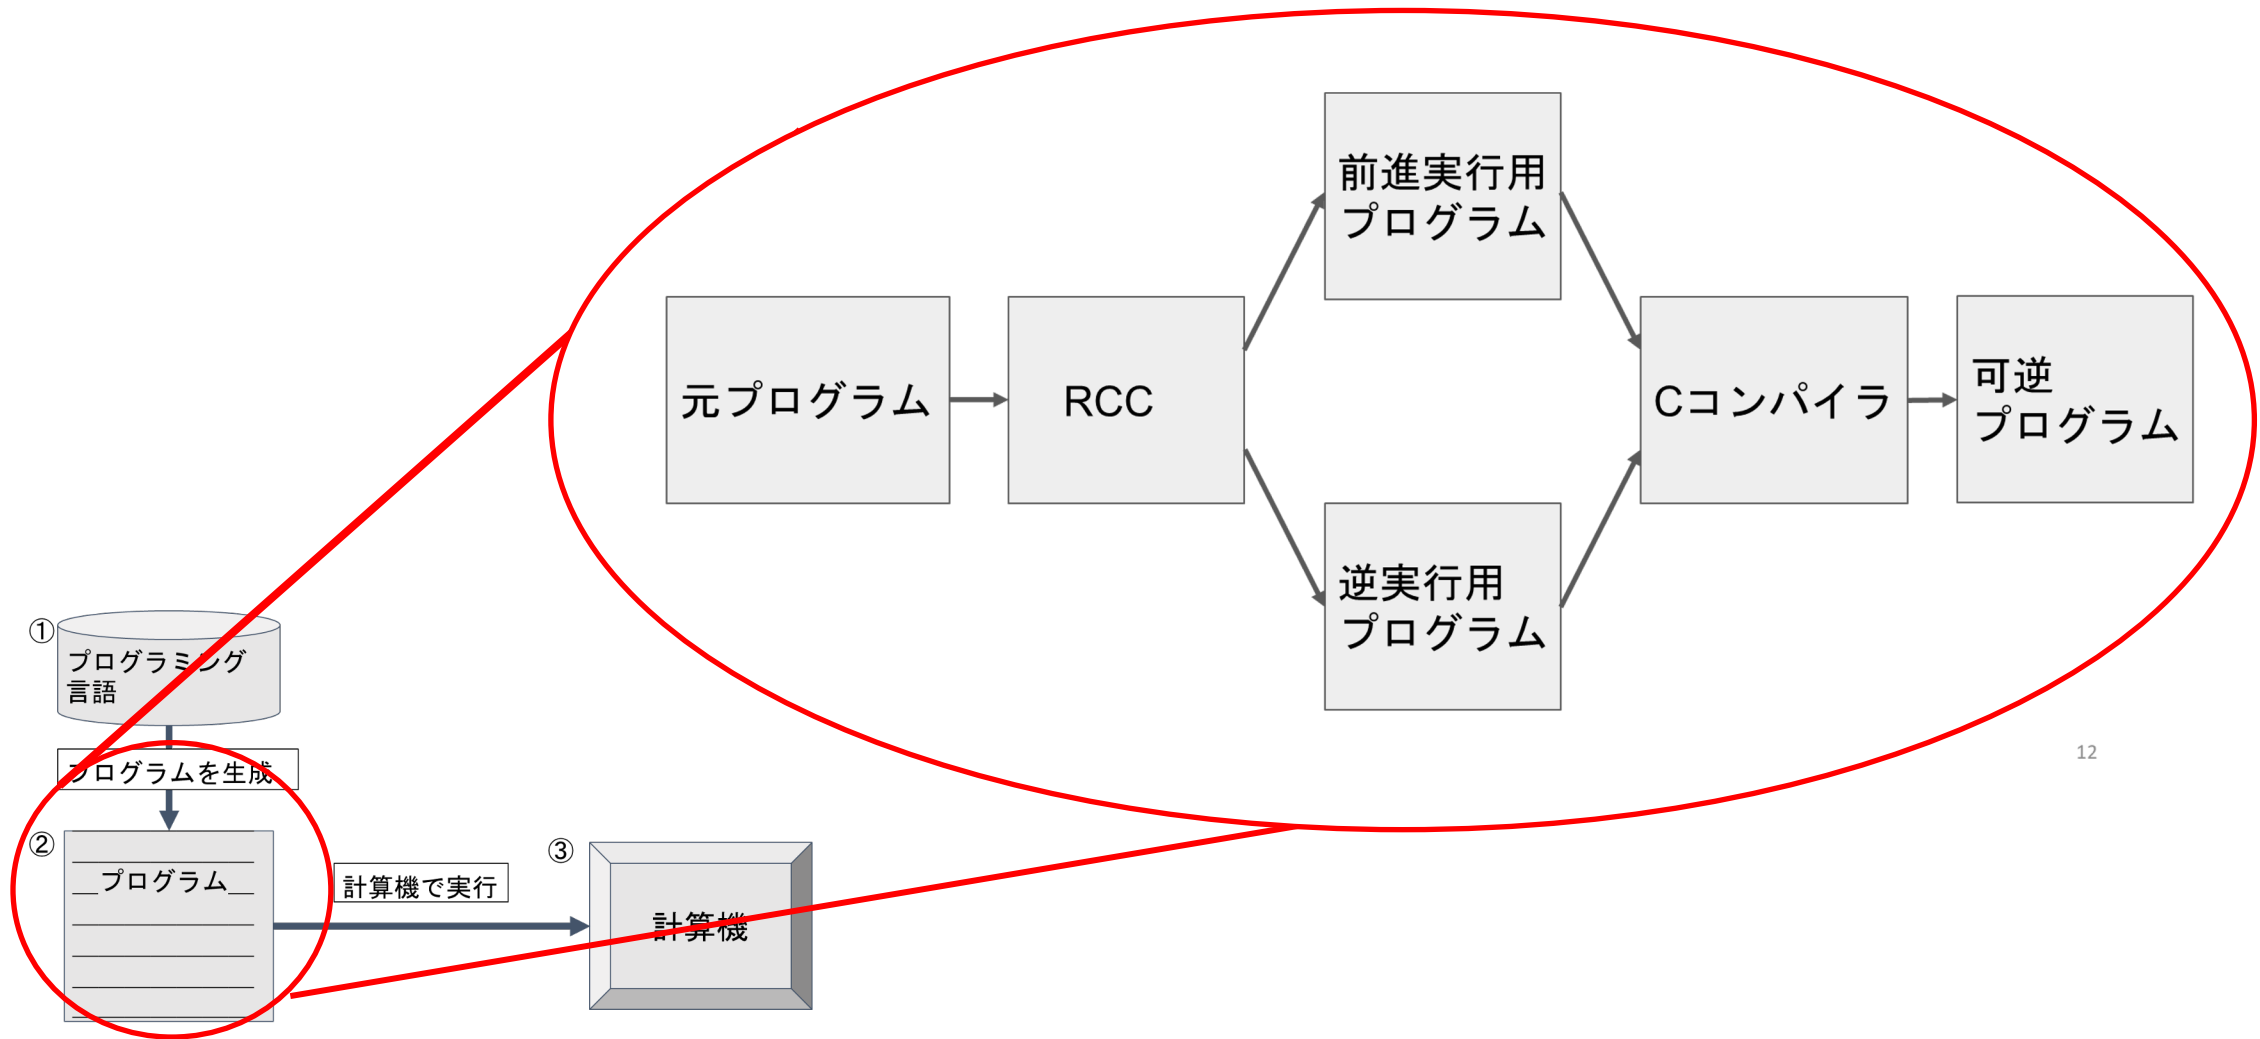 前進実行用
プログラム
元プログラム
RCC
Cコンパイラ
可逆
プログラム
逆実行用
プログラム
①
プログラミング
言語
プログラムを生成
②
プログラム
計算機で実行
③
計算機
12